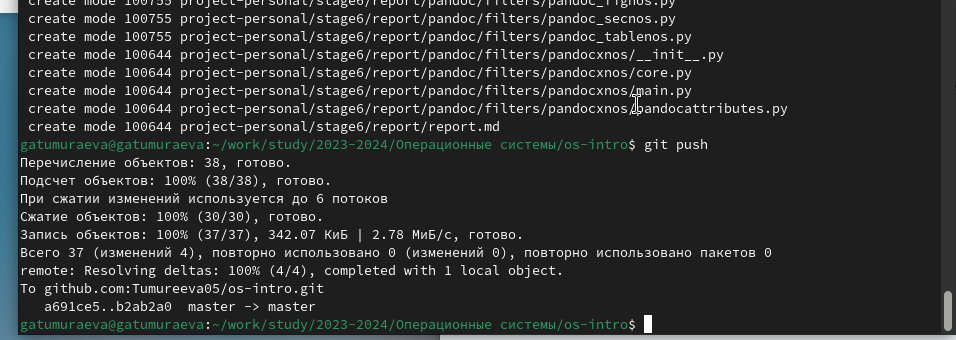 create mode 100755 project-personal/stage6/report/pandoc/filters/pandoc_fignos.py
create mode 100755 project-personal/stage6/report/pandoc/filters/pandoc_secnos.py
create mode 100755 project-personal/stage6/report/pandoc/filters/pandoc_tablenos.py
create mode 100644 project-personal/stage6/report/pandoc/filters/pandocxnos/__init__.py
create mode 100644 project-personal/stage6/report/pandoc/filters/pandocxnos/core.py
create mode 100644 project-personal/stage6/report/pandoc/filters/pandocxnos/main.py
create mode 100644 project-personal/stage6/report/pandoc/filters/pandocxnos/pandocattributes.py
create mode 100644 project-personal/stage6/report/report.md
gatumuraeva@gatumuraeva:~/work/study/2023-2024/Операционные системы/os-intro$ git push
Перечисление объектов: 38, готово.
Подсчет объектов: 100% (38/38), готово.
При сжатии изменений используется до 6 потоков
Сжатие объектов: 100% (30/30), готово.
Запись объектов: 100% (37/37), 342.07 КиБ | 2.78 МиБ/с, готово.
Всего 37 (изменений 4), повторно использовано 0 (изменений 0), повторно использовано пакетов 0
remote: Resolving deltas: 100% (4/4), completed with 1 local object.
To github.com:Tumureeva05/os-intro.git
a691ce5..b2ab2a0  master -> master
gatumuraeva@gatumuraeva:~/work/study/2023-2024/Операционные системы/os-intro$